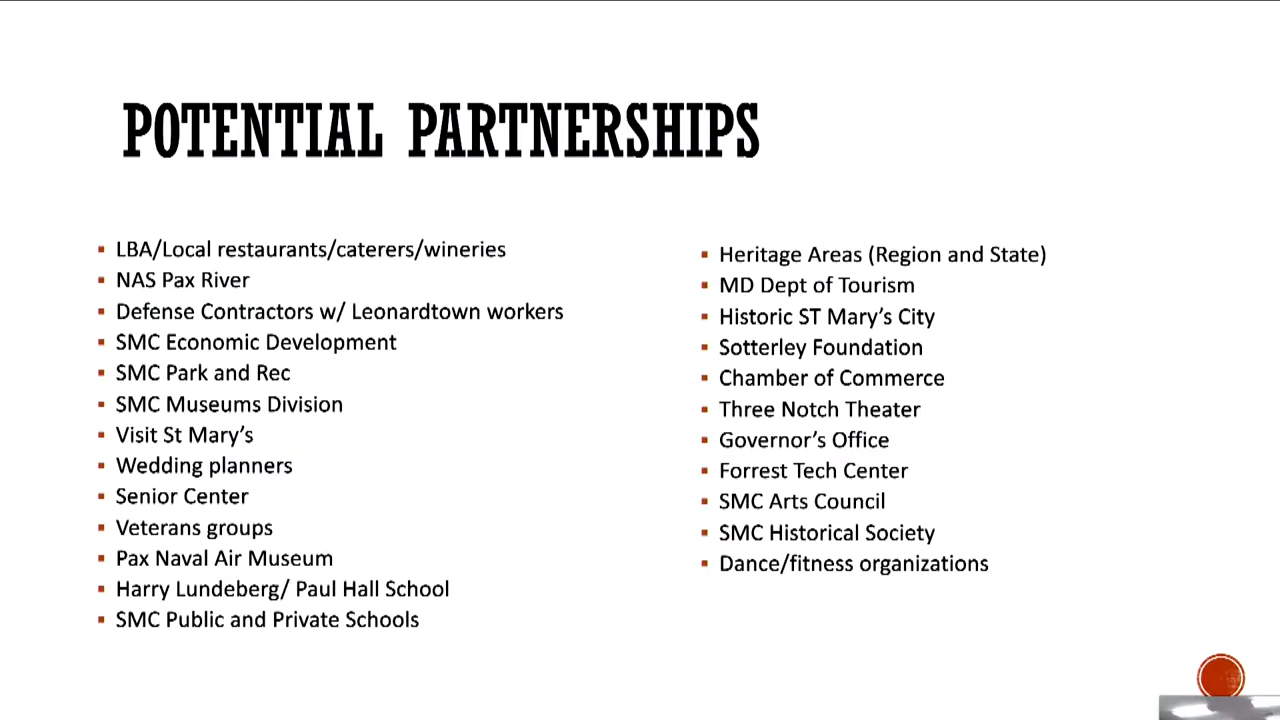 POTENTIAL PARTNERSHIPS
▪ LBA/Local restaurants/caterers/wineries
▪ NAS Pax River
▪ Defense Contractors w/ Leonardtown workers
▪ SMC Economic Development
▪ SMC Park and Rec
▪ SMC Museums Division
▪ Visit St Mary’s
▪ Wedding planners
▪ Senior Center
▪ Veterans groups
▪ Pax Naval Air Museum
▪ Harry Lundeberg/ Paul Hall School
▪ SMC Public and Private Schools
▪ Heritage Areas (Region and State)
▪ MD Dept of Tourism
▪ Historic ST Mary’s City
▪ Sotterley Foundation
▪ Chamber of Commerce
▪ Three Notch Theater
▪ Governor’s Office
▪ Forrest Tech Center
▪ SMC Arts Council
▪ SMC Historical Society
▪ Dance/fitness organizations